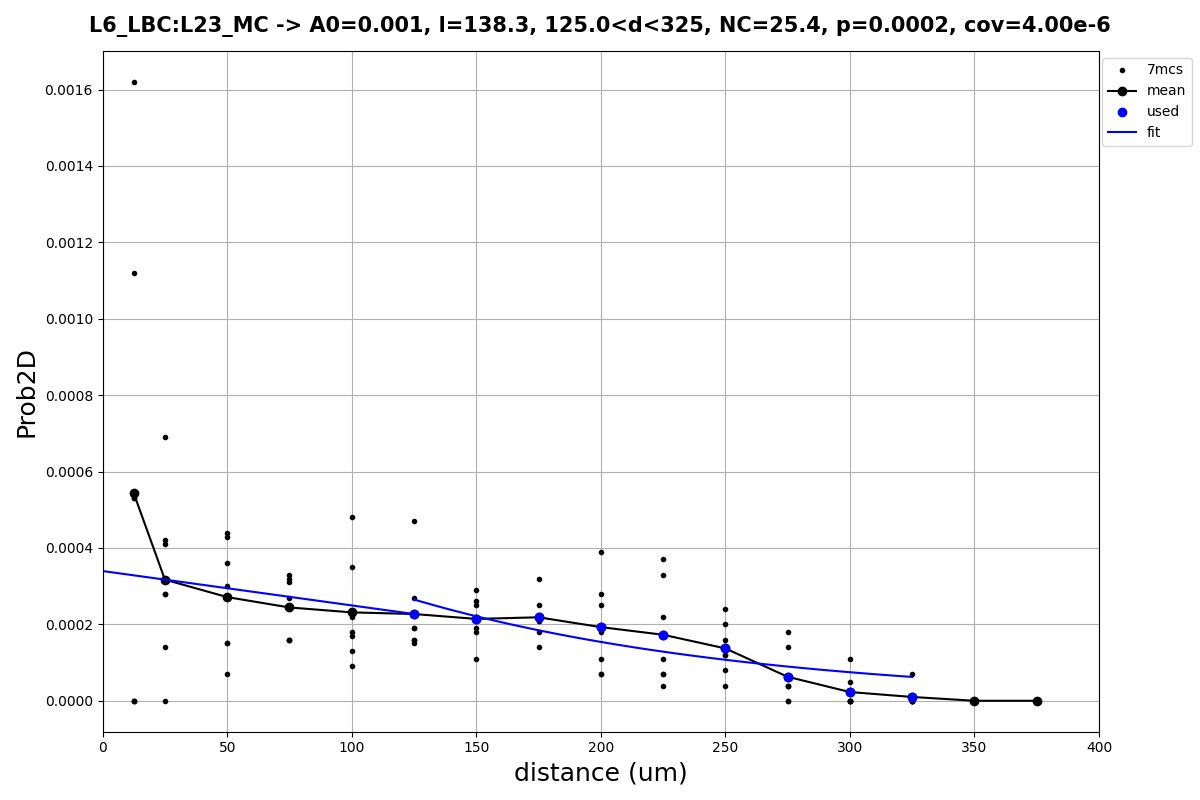 L6_LBC:L23_MC -> A0=0.001, l=138.3, 125.0<d<325, NC=25.4, p=0.0002, cov=4.00e-6
7mcs
mean
used
fit
Prob2D
0.0016
0.0014
0.0012
0.0010
0.0008
0.0006
0.0004
0.0002
0.0000
0 50 100 150 200 250 300 350 400
distance (um)